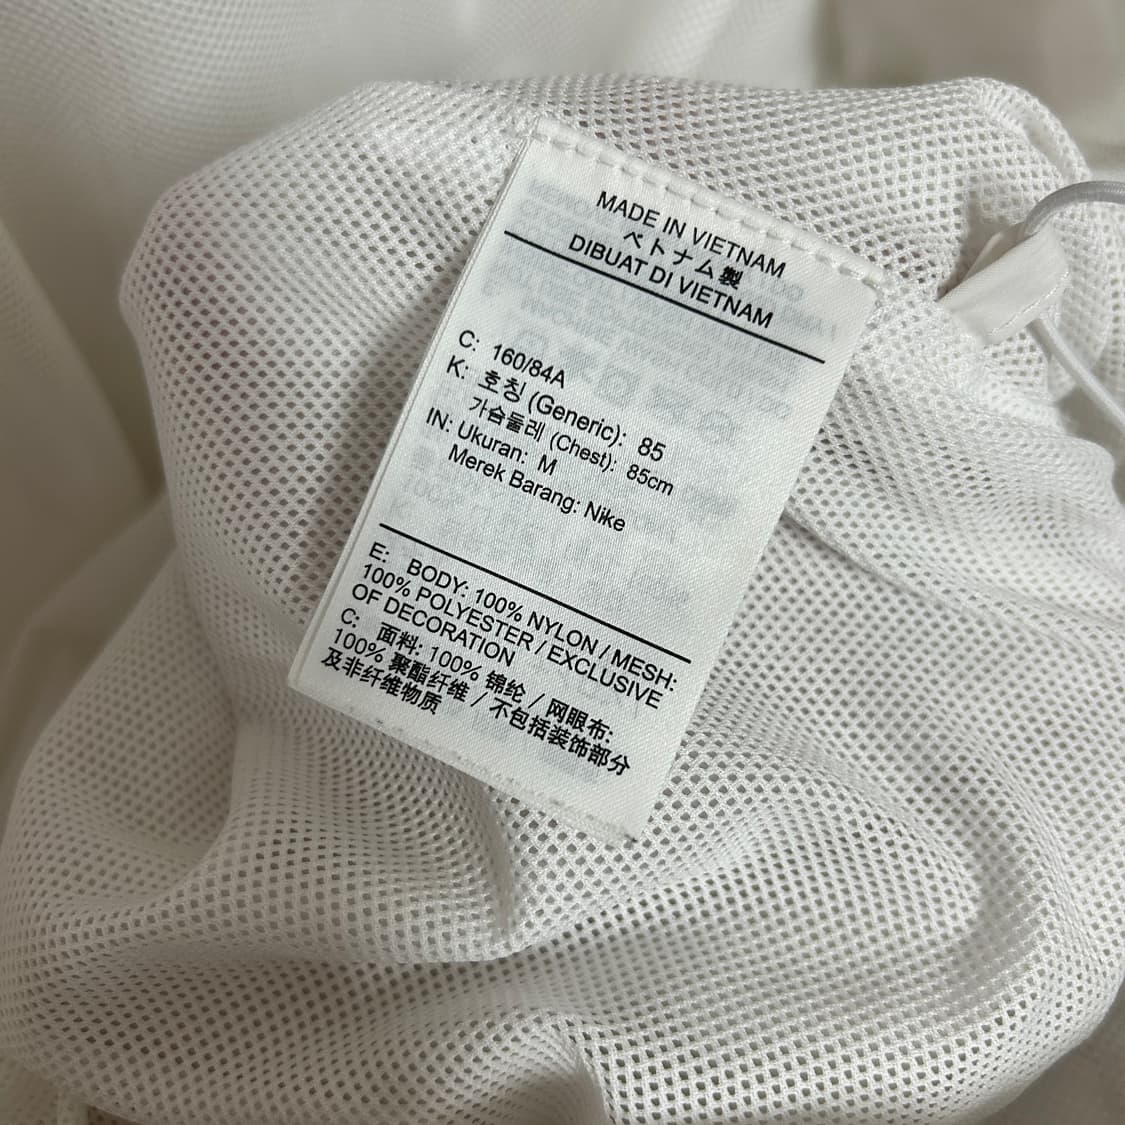 MADE IN VIETNAM
ベトナム製
DIBUAT DI VIETNAM
C: 160/84A
K: 호칭 (Generic): 85
가슴둘레 (Chest): 85cm
IN: Ukuran: M
Merek Barang: Nike
E: BODY: 100% NYLON / MESH:
100% POLYESTER / EXCLUSIVE
OF DECORATION
C: 面料: 100% 锦纶 / 网眼布:
100% 聚酯纤维 / 不包括装饰部分
及非纤维物质